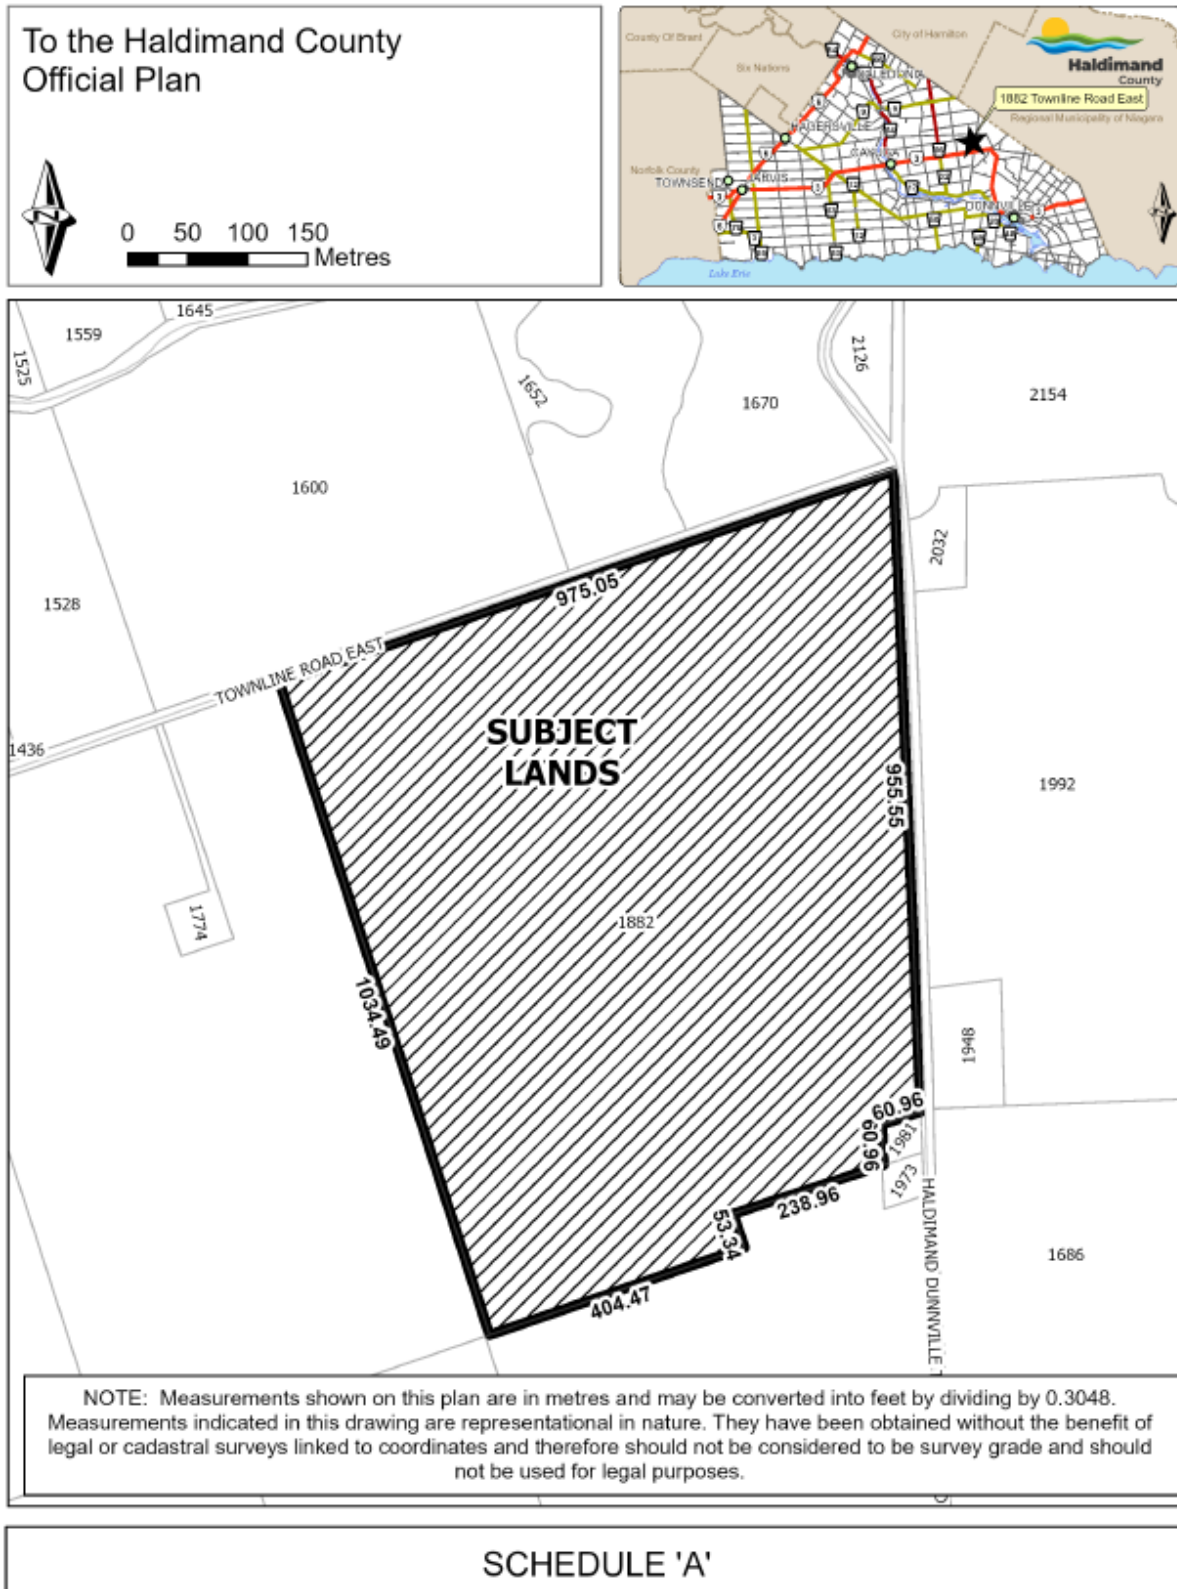 To the Haldimand County
Official Plan
N
0 50 100 150
Metres
County Of Brant
City of Hamilton
Six Nations
Haldimand
County
1882 Townline Road East
Regional Municipality of Niagara
HAGERSVILLE
CAYUGA
Norfolk County
TOWNSEND
JARVIS
DUNNVILLE
Lake Erie
1645
1559
1525
1652
2126
1670
2154
1600
2032
975.05
1528
TOWNLINE ROAD EAST
SUBJECT
LANDS
1436
955.55
1992
1882
1774
1034.49
1948
60.96
60.96
1981
1973
238.96
53.34
HALDIMAND DUNNVILLE
1686
404.47
NOTE: Measurements shown on this plan are in metres and may be converted into feet by dividing by 0.3048.
Measurements indicated in this drawing are representational in nature. They have been obtained without the benefit of
legal or cadastral surveys linked to coordinates and therefore should not be considered to be survey grade and should
not be used for legal purposes.
SCHEDULE 'A'